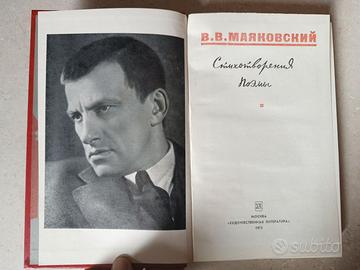 В.В.МАЯКОВСКИЙ
Стихотворения
Поэмы
МОСКВА
«ХУДОЖЕСТВЕННАЯ ЛИТЕРАТУРА»
subito